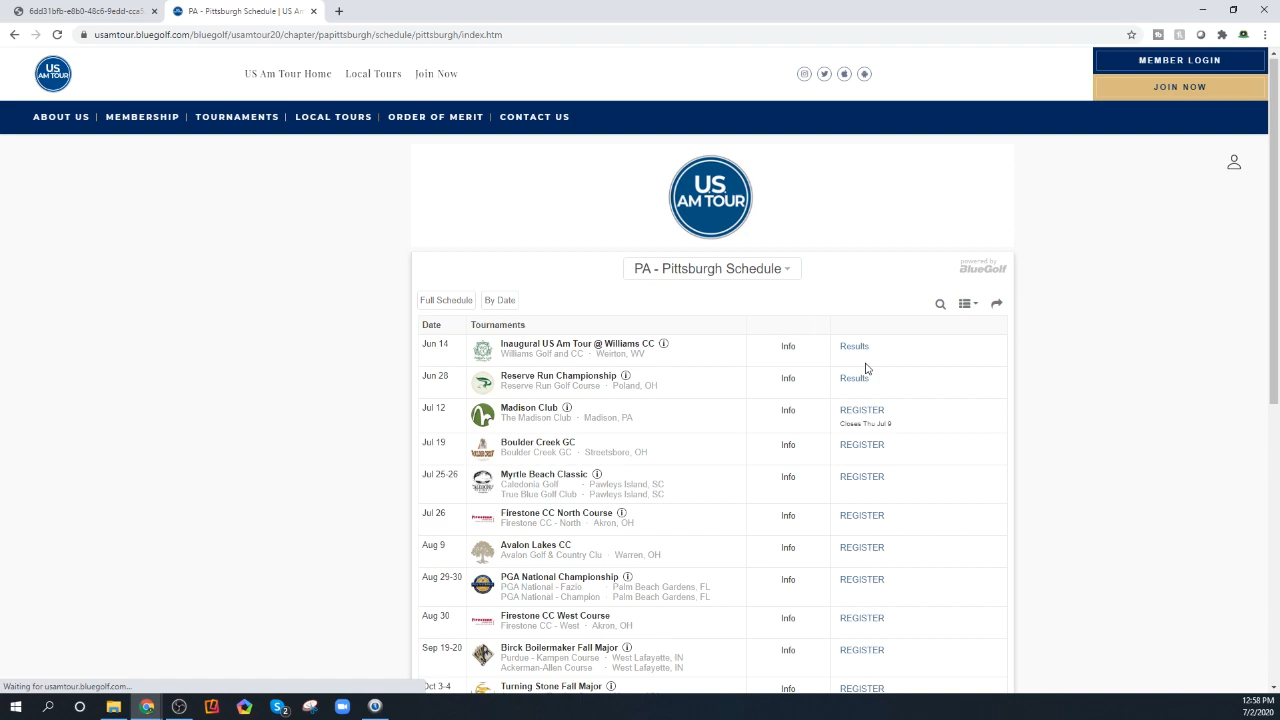 6dd31bfb-e8b0-48c6-9edd-cca5
PA - Pittsburgh Schedule | US Am
usamtour.bluegolf.com/bluegolf/usamtour20/chapter/papittsburgh/schedule/pittsburgh/index.htm
US AM TOUR
US Am Tour Home Local Tours Join Now
MEMBER LOGIN
JOIN NOW
ABOUT US | MEMBERSHIP | TOURNAMENTS | LOCAL TOURS | ORDER OF MERIT | CONTACT US
U.S.
AM TOUR
PA - Pittsburgh Schedule
powered by
BlueGolf
Full Schedule By Date
Date Tournaments
Jun 14 Inaugural US Am Tour @ Williams CC Info Results
Williams Golf and CC · Weirton, WV
Jun 28 Reserve Run Championship Info Results
Reserve Run Golf Course · Poland, OH
Jul 12 Madison Club Info REGISTER
The Madison Club · Madison, PA Closes Thu Jul 9
Jul 19 Boulder Creek GC Info REGISTER
Boulder Creek GC · Streetsboro, OH
Jul 25-26 Myrtle Beach Classic Info REGISTER
Caledonia Golf · Pawleys Island, SC
True Blue Golf Club · Pawleys Island, SC
Jul 26 Firestone CC North Course Info REGISTER
Firestone CC - North · Akron, OH
Aug 9 Avalon Lakes CC Info REGISTER
Avalon Golf & Country Clu · Warren, OH
Aug 29-30 PGA National Championship Info REGISTER
PGA National - Fazio · Palm Beach Gardens, FL
PGA National - Champion · Palm Beach Gardens, FL
Aug 30 Firestone CC West Course Info REGISTER
Firestone CC - West · Akron, OH
Sep 19-20 Birck Boilermaker Fall Major Info REGISTER
Purdue - Kampen Course · West Lafayette, IN
Ackerman-Allen Course · West Lafayette, IN
Oct 3-4 Turning Stone Fall Major Info REGISTER
Waiting for usamtour.bluegolf.com...
12:58 PM
7/2/2020